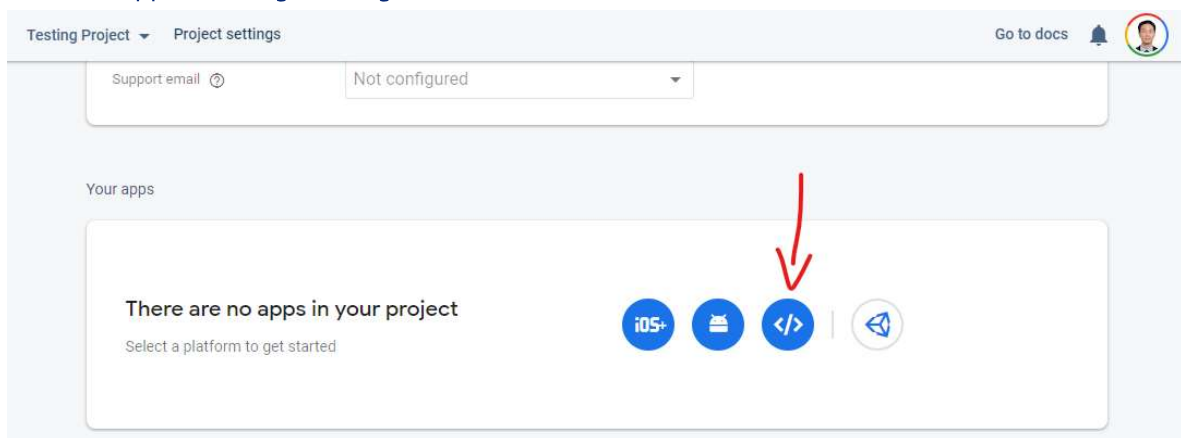 Testing Project Project settings Go to docs
Support email Not configured
Your apps
There are no apps in your project
Select a platform to get started
iOS+ </>